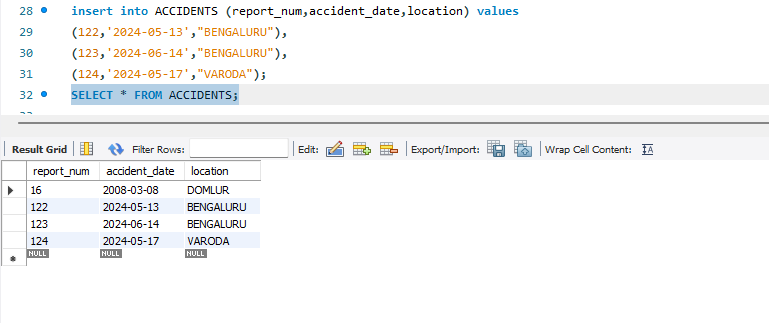 28 insert into ACCIDENTS (report_num,accident_date,location) values
29 (122,'2024-05-13',"BENGALURU"),
30 (123,'2024-06-14',"BENGALURU"),
31 (124,'2024-05-17',"VARODA");
32 SELECT * FROM ACCIDENTS;
Result Grid Filter Rows: Edit: Export/Import: Wrap Cell Content: IA
report_num accident_date location
16 2008-03-08 DOMLUR
122 2024-05-13 BENGALURU
123 2024-06-14 BENGALURU
124 2024-05-17 VARODA
NULL NULL NULL